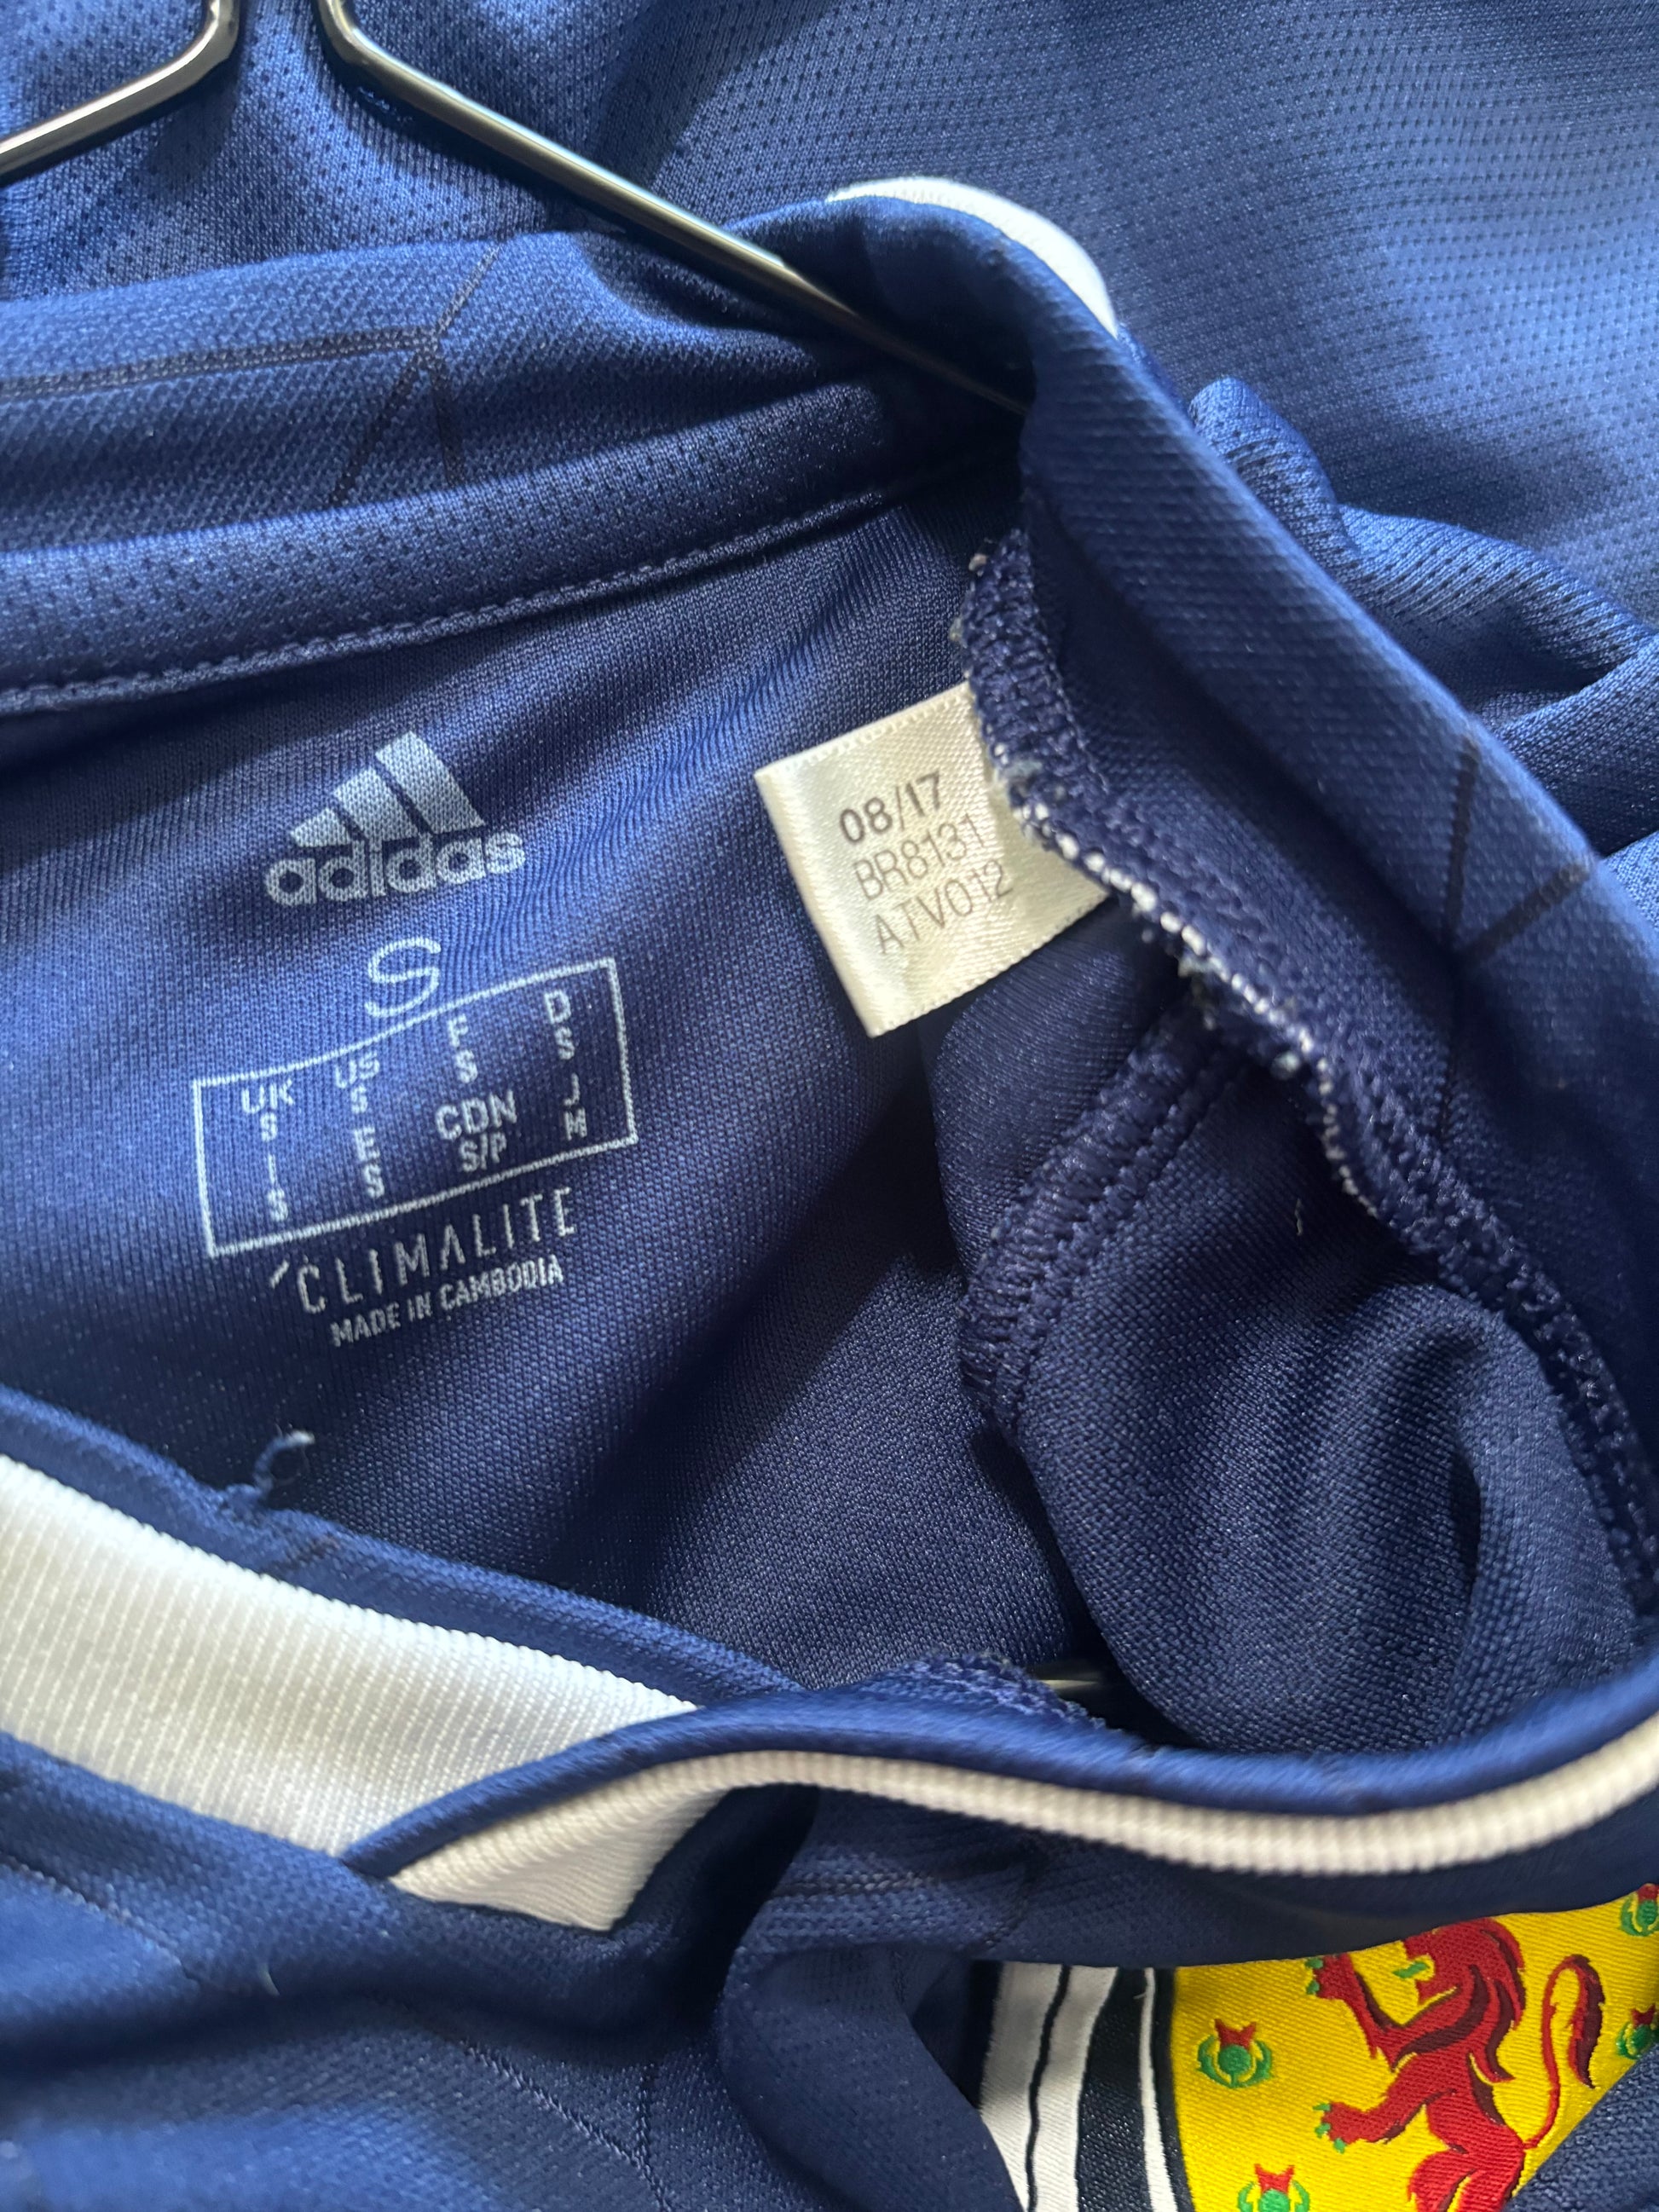 adidas
S
UK US F D
S S S S
I E CDN J
S S S/P M
CLIMALITE
MADE IN CAMBODIA
08/17
BR8131
ATV012